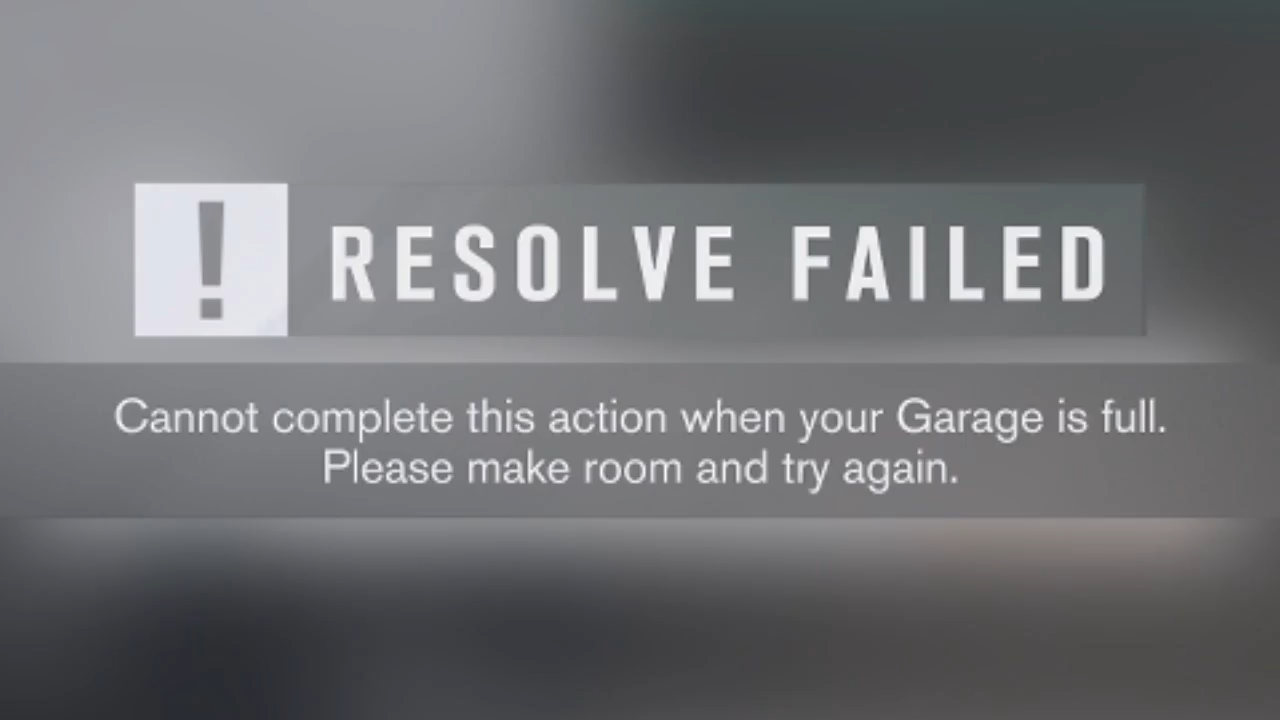 !
RESOLVE FAILED
Cannot complete this action when your Garage is full.
Please make room and try again.